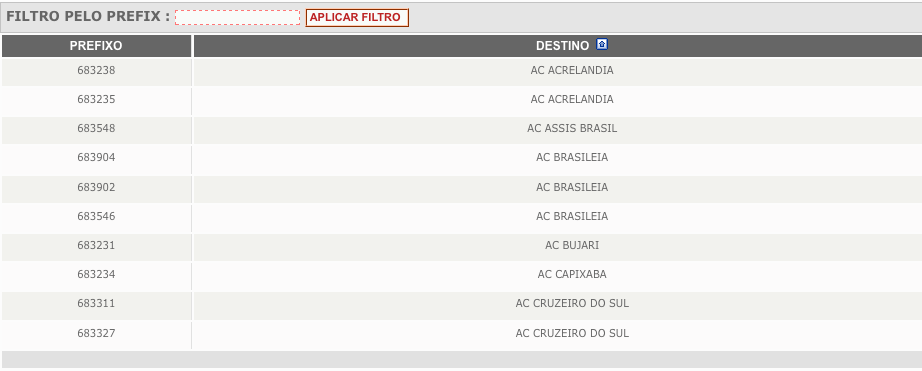 FILTRO PELO PREFIX : APLICAR FILTRO
PREFIXO DESTINO
683238 AC ACRELANDIA
683235 AC ACRELANDIA
683548 AC ASSIS BRASIL
683904 AC BRASILEIA
683902 AC BRASILEIA
683546 AC BRASILEIA
683231 AC BUJARI
683234 AC CAPIXABA
683311 AC CRUZEIRO DO SUL
683327 AC CRUZEIRO DO SUL